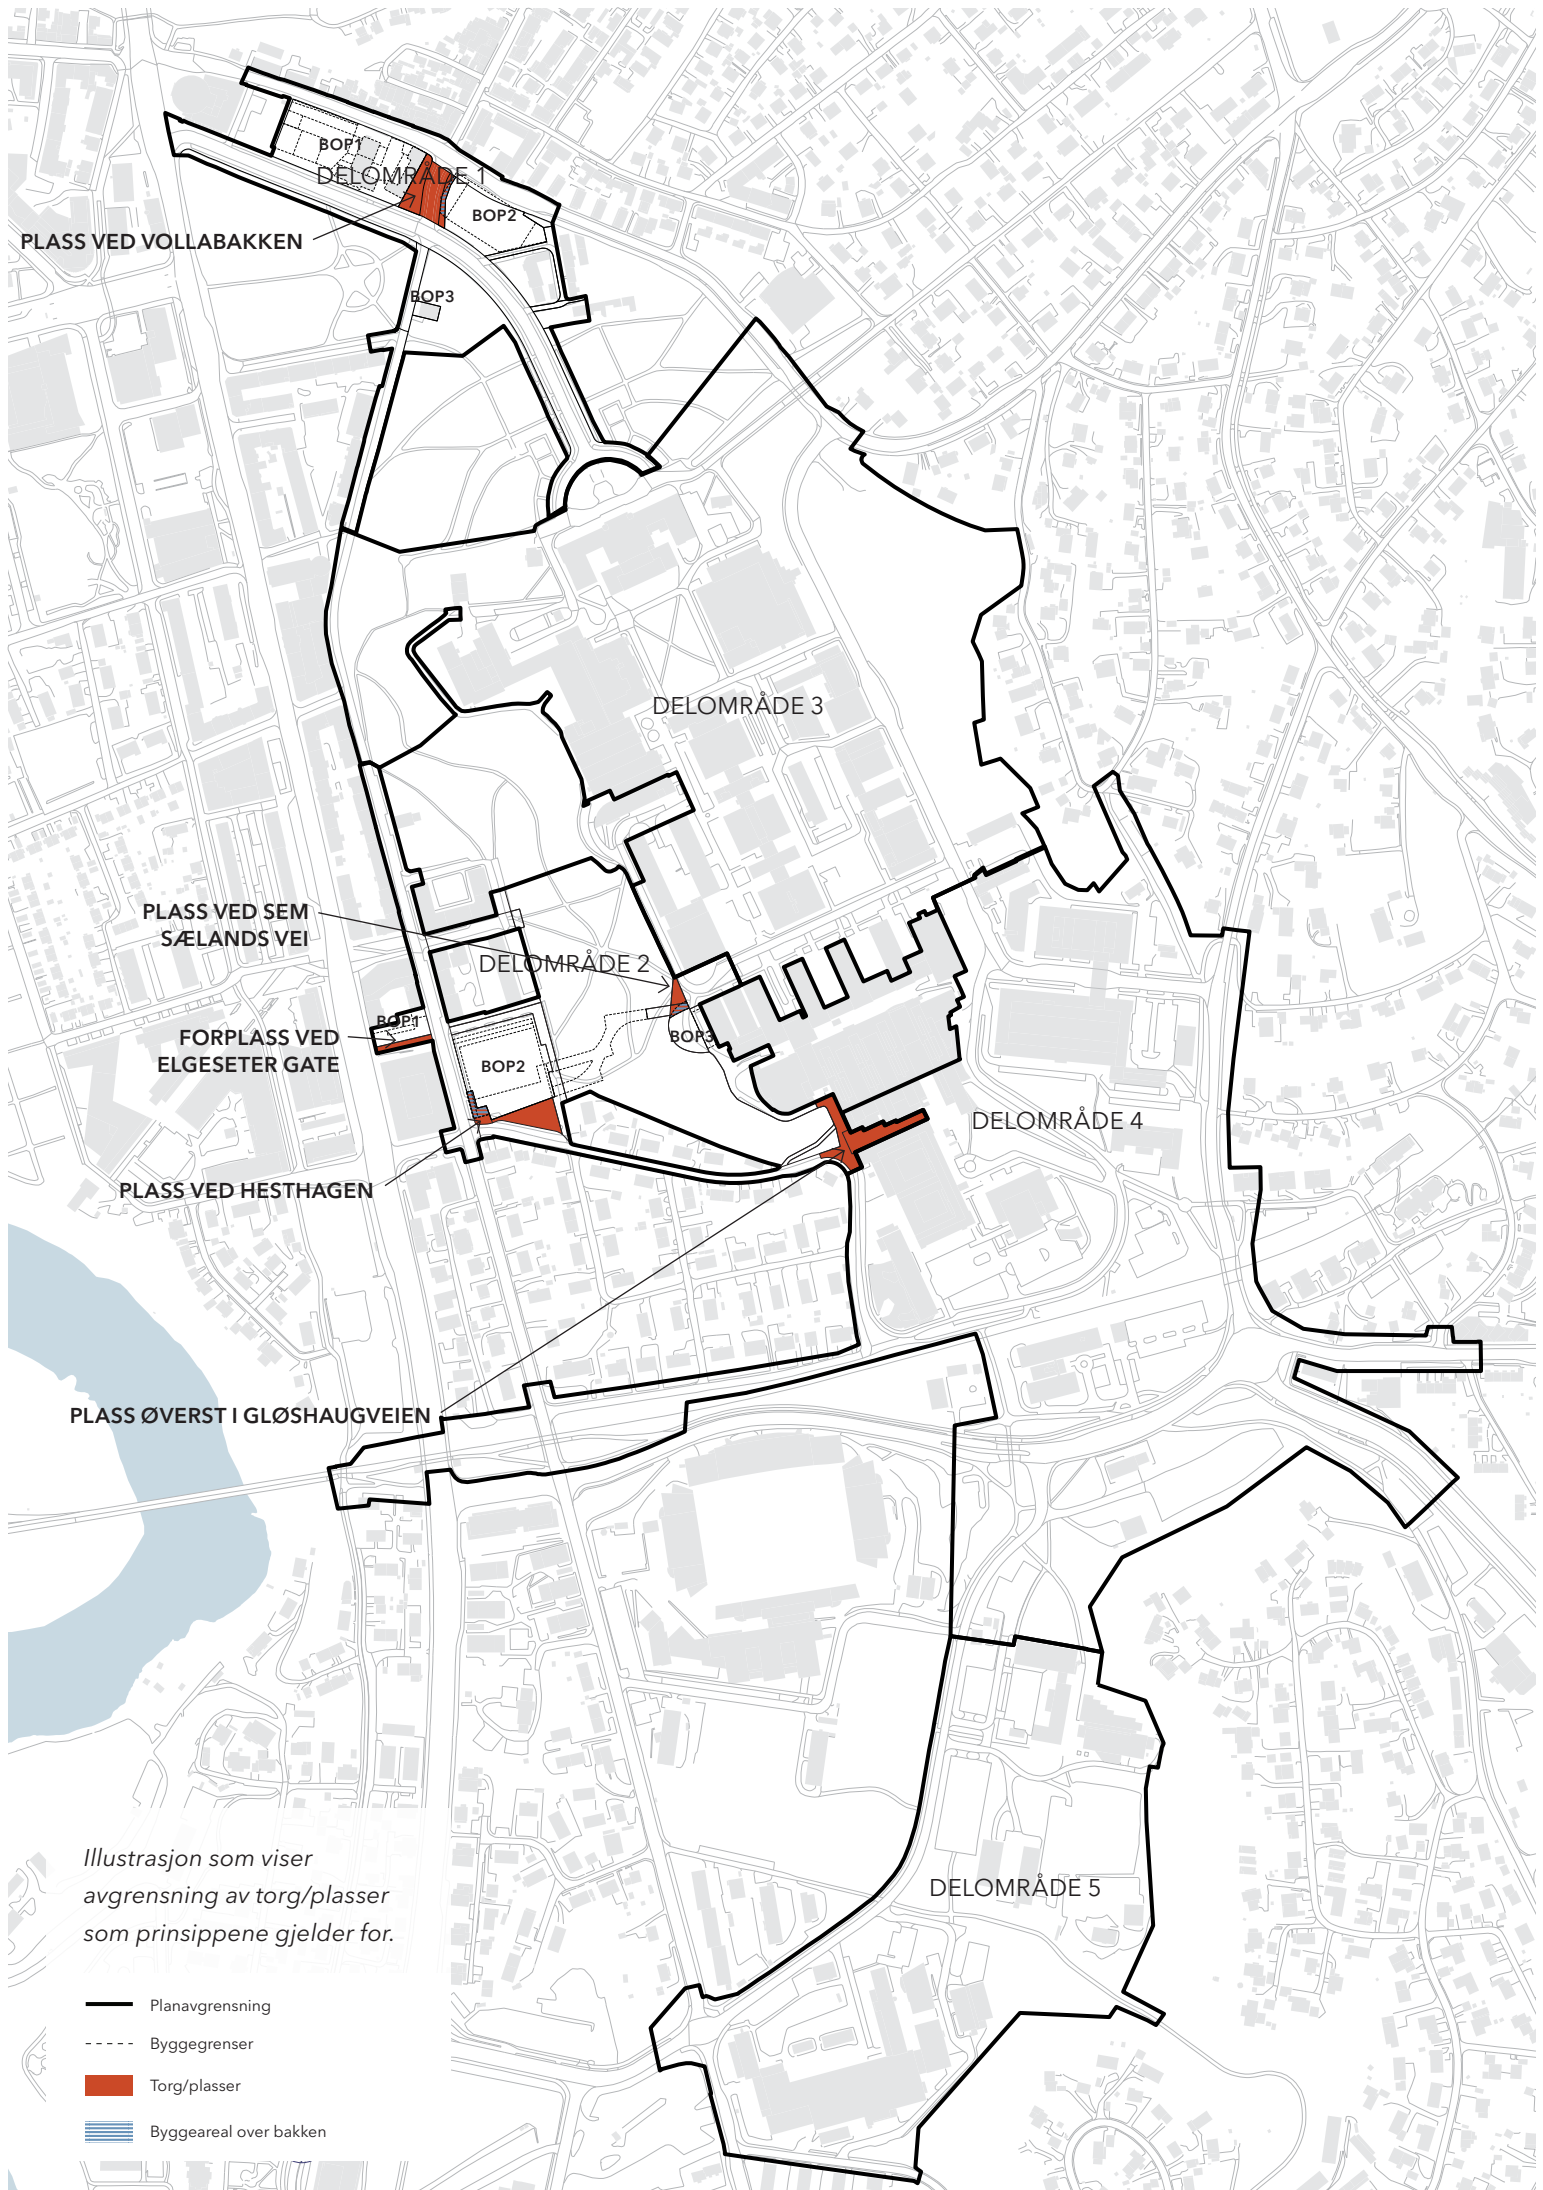 BOP1
DELOMRÅDE 1
BOP2
PLASS VED VOLLABAKKEN
BOP3
DELOMRÅDE 3
PLASS VED SEM
SÆLANDS VEI
DELOMRÅDE 2
BOP1
FORPLASS VED
ELGESETER GATE
BOP3
BOP2
DELOMRÅDE 4
PLASS VED HESTHAGEN
PLASS ØVERST I GLØSHAUGVEIEN
DELOMRÅDE 5
Illustrasjon som viser
avgrensning av torg/plasser
som prinsippene gjelder for.
Planavgrensning
Byggegrenser
Torg/plasser
Byggeareal over bakken